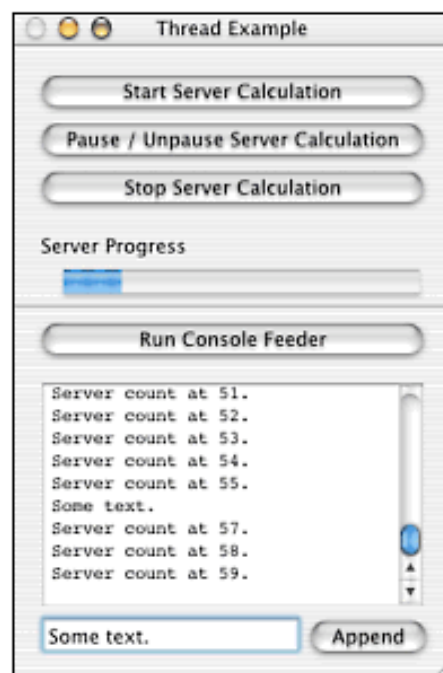 Thread Example
Start Server Calculation
Pause / Unpause Server Calculation
Stop Server Calculation
Server Progress
Run Console Feeder
Server count at 51.
Server count at 52.
Server count at 53.
Server count at 54.
Server count at 55.
Some text.
Server count at 57.
Server count at 58.
Server count at 59.
Some text. Append